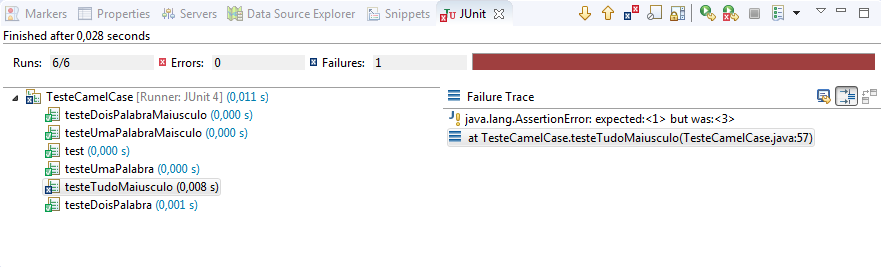 Markers Properties Servers Data Source Explorer Snippets JUnit
Finished after 0,028 seconds
Runs: 6/6 Errors: 0 Failures: 1
TesteCamelCase [Runner: JUnit 4] (0,011 s)
testeDoisPalabraMaiusculo (0,000 s)
testeUmaPalabraMaisculo (0,000 s)
test (0,000 s)
testeUmaPalabra (0,000 s)
testeTudoMaiusculo (0,008 s)
testeDoisPalabra (0,001 s)
Failure Trace
java.lang.AssertionError: expected:<1> but was:<3>
at TesteCamelCase.testeTudoMaiusculo(TesteCamelCase.java:57)